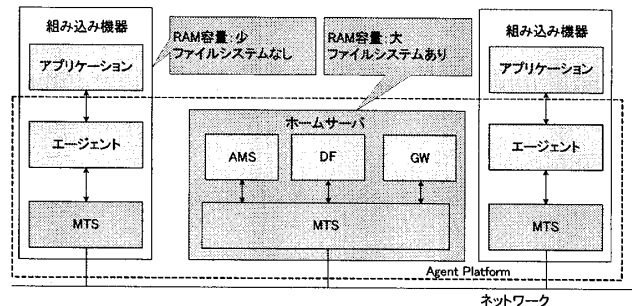 組み込み機器
アプリケーション
エージェント
MTS
RAM容量:少
ファイルシステムなし
RAM容量:大
ファイルシステムあり
ホームサーバ
AMS
DF
GW
MTS
組み込み機器
アプリケーション
エージェント
MTS
Agent Platform
ネットワーク